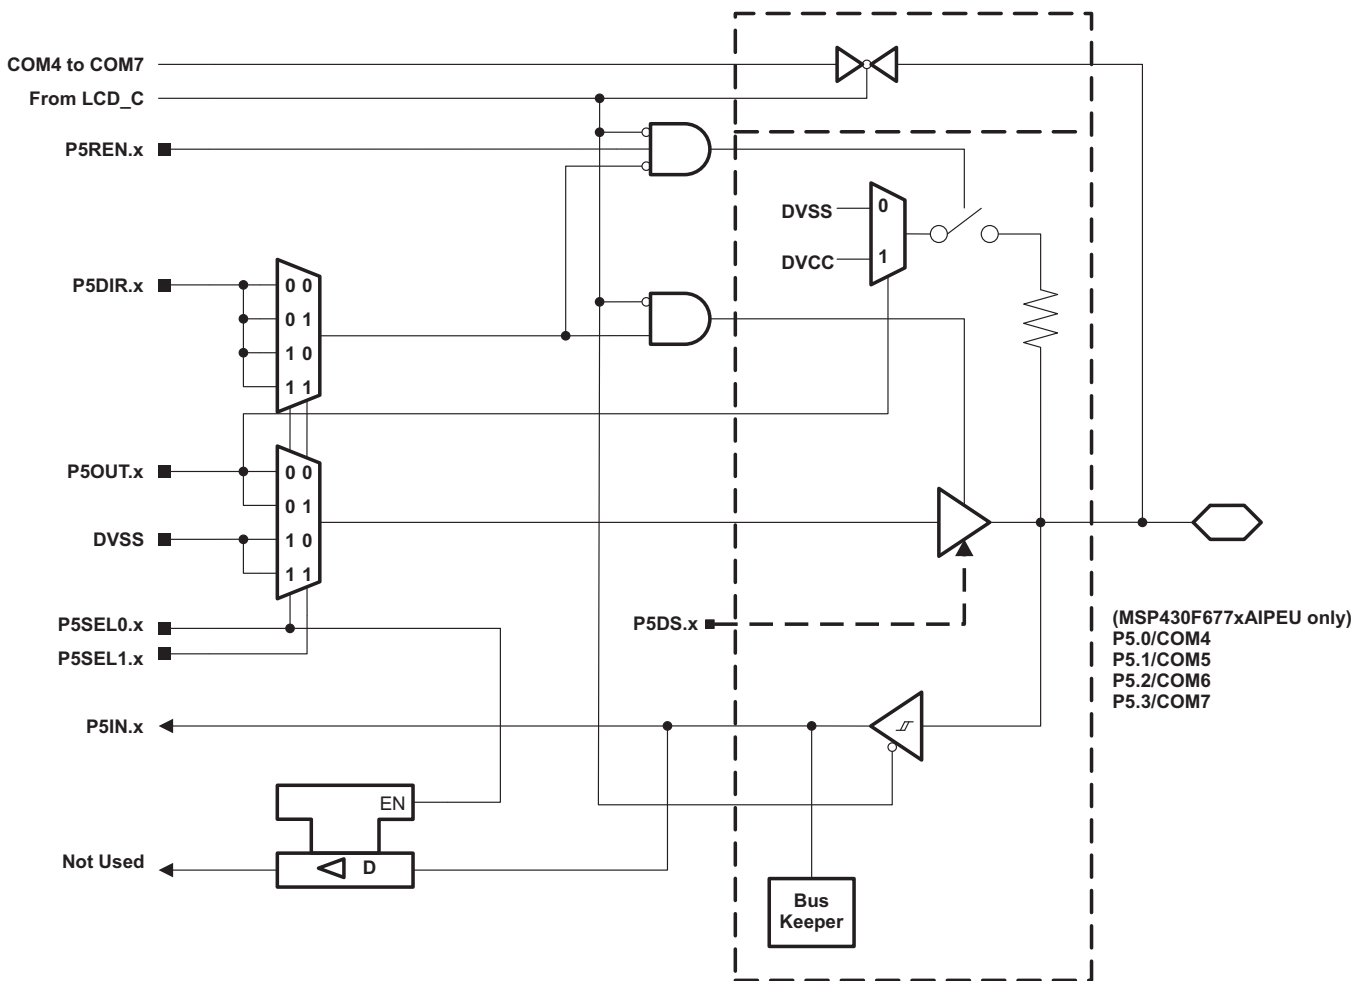 COM4 to COM7
From LCD_C
P5REN.x
DVSS
0
DVCC
1
P5DIR.x
0 0
0 1
1 0
1 1
P5OUT.x
0 0
0 1
DVSS
1 0
1 1
P5SEL0.x
P5SEL1.x
P5DS.x
(MSP430F677xAIPEU only)
P5.0/COM4
P5.1/COM5
P5.2/COM6
P5.3/COM7
P5IN.x
EN
Not Used
D
Bus
Keeper